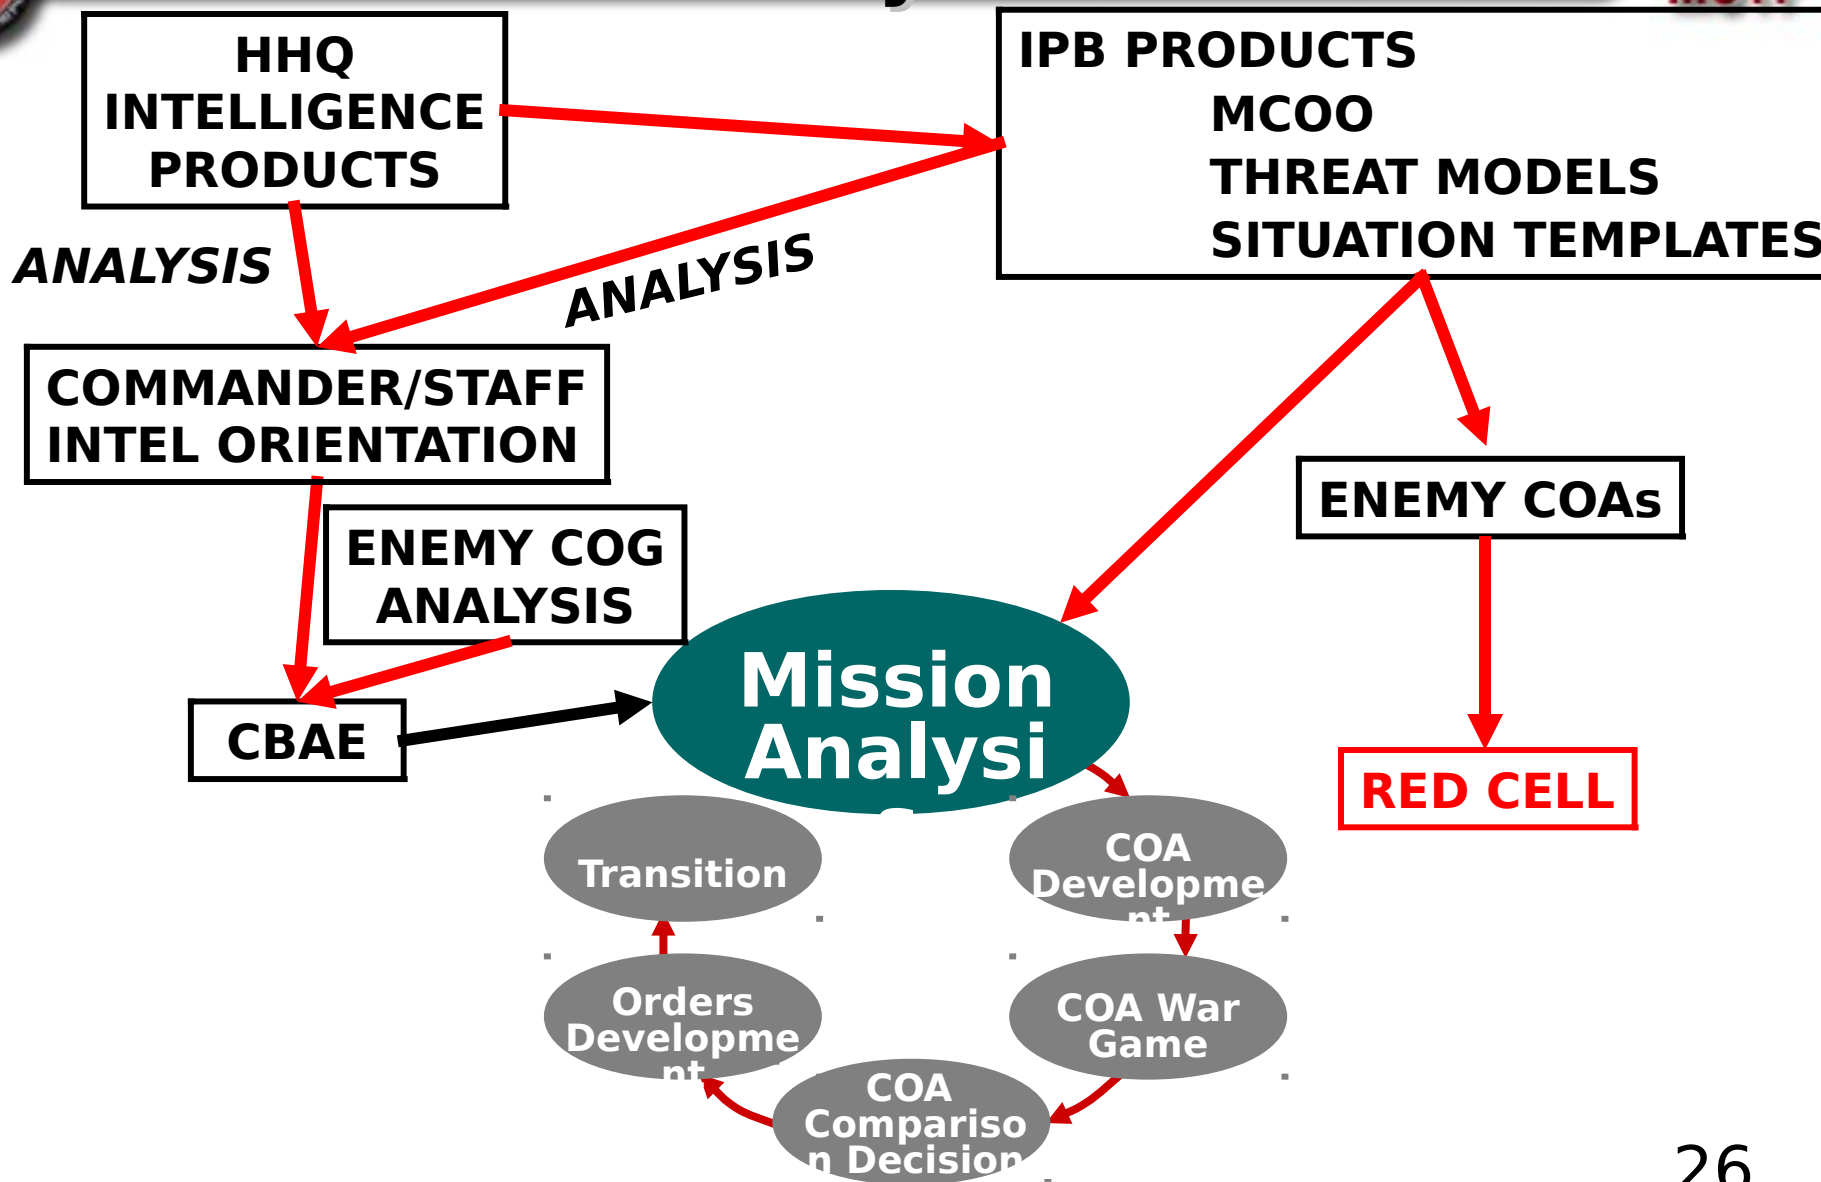 HHQ
INTELLIGENCE
PRODUCTS
IPB PRODUCTS
MCOO
THREAT MODELS
SITUATION TEMPLATES
ANALYSIS
ANALYSIS
COMMANDER/STAFF
INTEL ORIENTATION
ENEMY COAs
ENEMY COG
ANALYSIS
Mission
Analysi
s
CBAE
RED CELL
Transition
COA
Developme
nt
Orders
Developme
nt
COA War
Game
COA
Compariso
n Decision
26